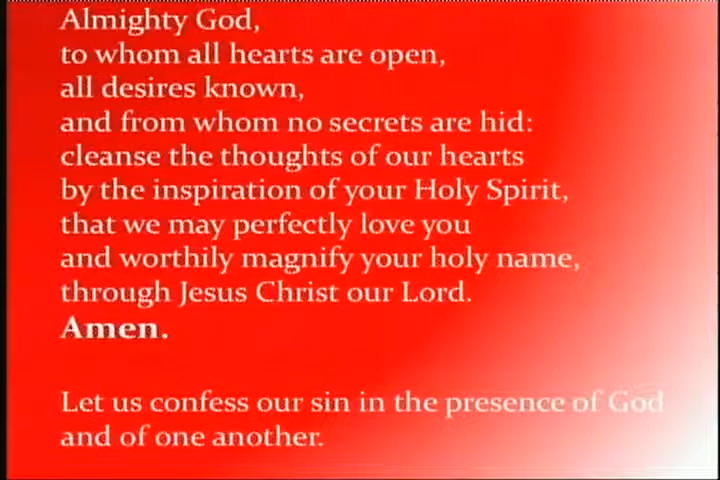 Almighty God,
to whom all hearts are open,
all desires known,
and from whom no secrets are hid:
cleanse the thoughts of our hearts
by the inspiration of your Holy Spirit,
that we may perfectly love you
and worthily magnify your holy name,
through Jesus Christ our Lord.
Amen.
Let us confess our sin in the presence of God
and of one another.